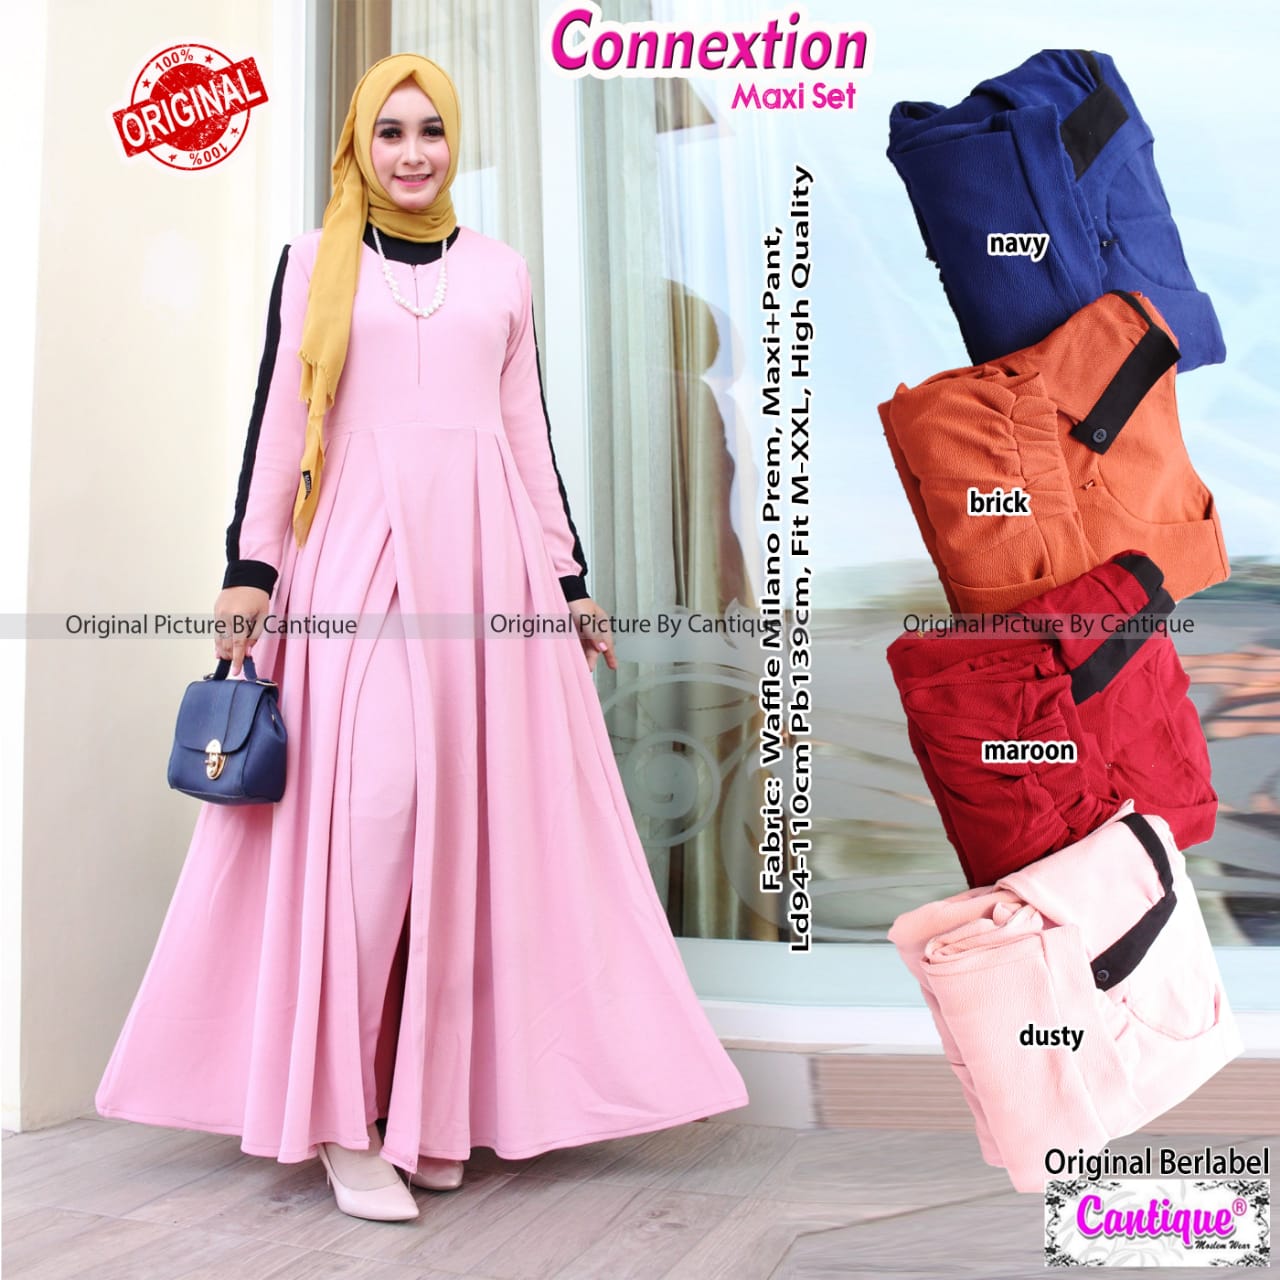 100%
ORIGINAL
100%
Connextion
Maxi Set
Fabric: Waffle Milano Prem, Maxi+Pant,
Ld94-110cm Pb139cm, Fit M-XXL, High Quality
navy
brick
maroon
dusty
Original Picture By Cantique
Original Picture By Cantique
Original Picture By Cantique
Original Berlabel
Cantique®
Moslem Wear